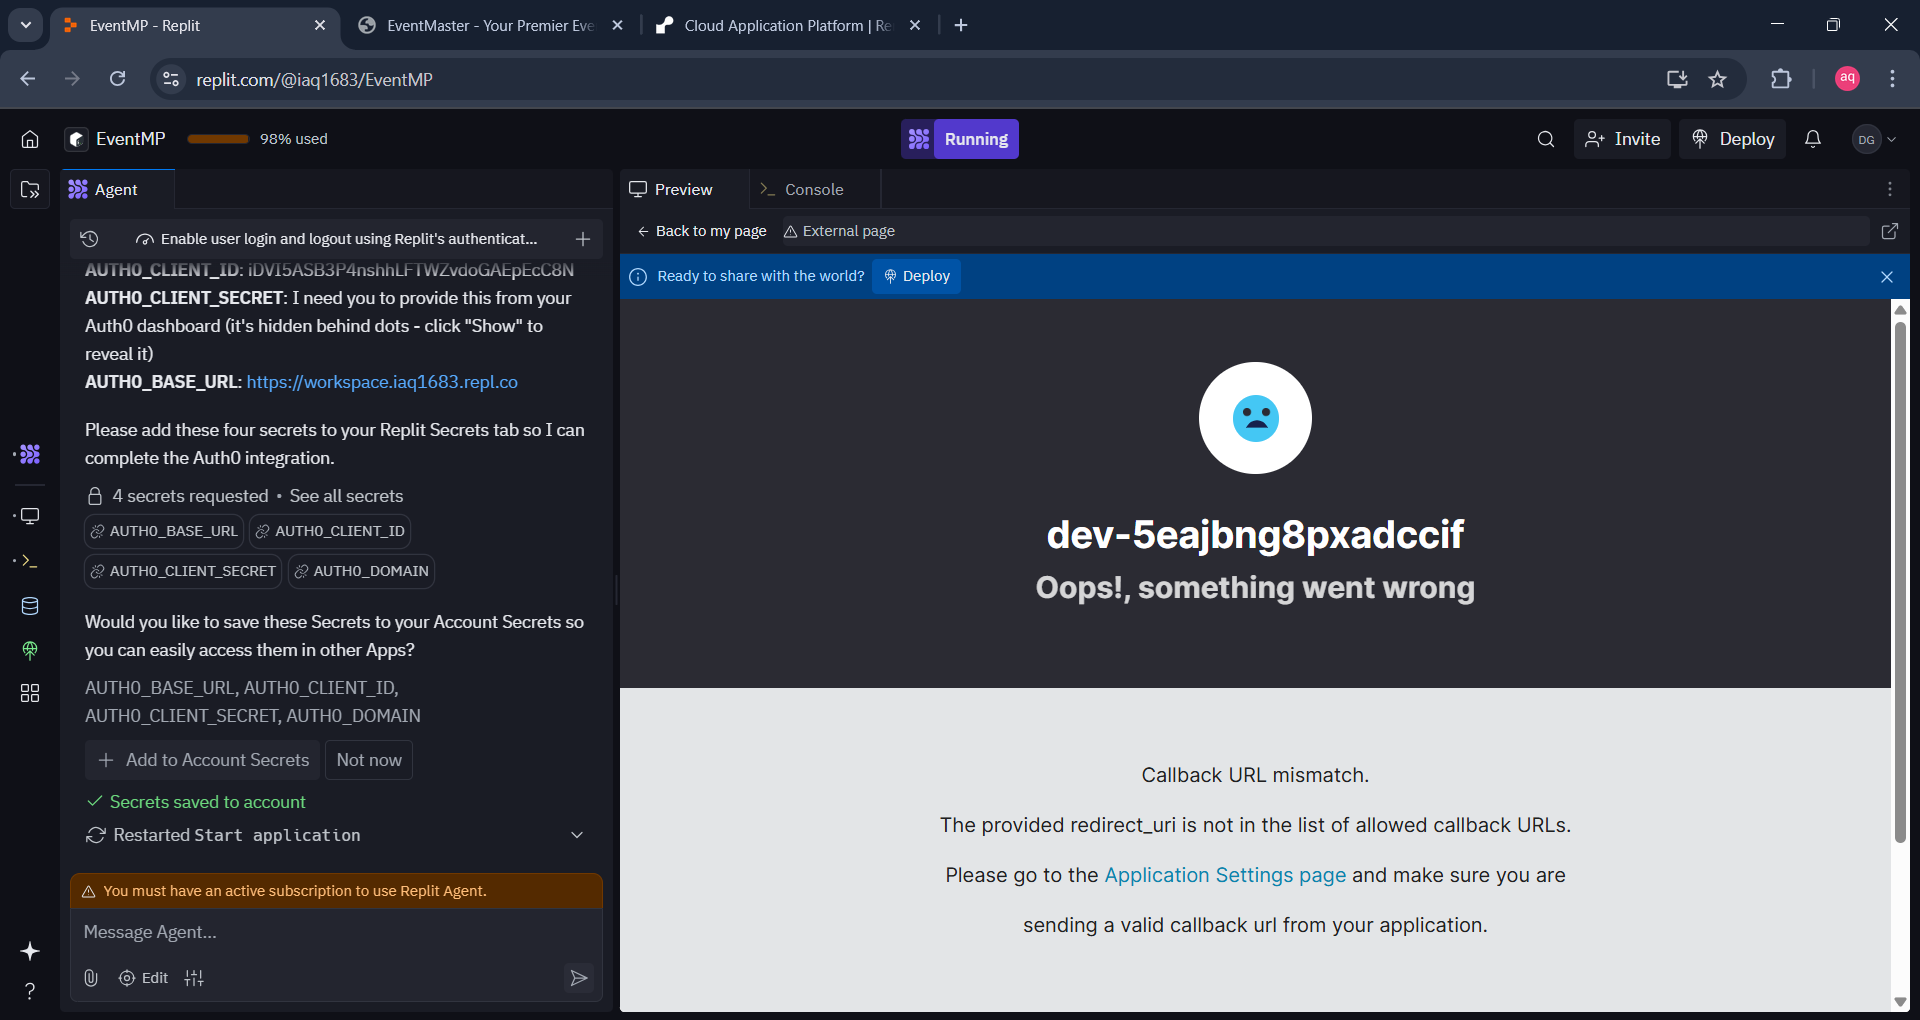 EventMP - Replit
EventMaster - Your Premier Eve
Cloud Application Platform | Re
replit.com/@iaq1683/EventMP
aq
EventMP
98% used
Running
Invite
Deploy
DG
Agent
Preview
Console
Enable user login and logout using Replit's authenticat...
Back to my page
External page
Ready to share with the world?
Deploy
AUTH0_CLIENT_ID: iDVI5ASB3P4nshhLFTWZvdoGAEpEcC8N
AUTH0_CLIENT_SECRET: I need you to provide this from your
Auth0 dashboard (it's hidden behind dots - click "Show" to
reveal it)
AUTH0_BASE_URL: https://workspace.iaq1683.repl.co
Please add these four secrets to your Replit Secrets tab so I can
complete the Auth0 integration.
4 secrets requested • See all secrets
AUTH0_BASE_URL
AUTH0_CLIENT_ID
AUTH0_CLIENT_SECRET
AUTH0_DOMAIN
Would you like to save these Secrets to your Account Secrets so
you can easily access them in other Apps?
AUTH0_BASE_URL, AUTH0_CLIENT_ID,
AUTH0_CLIENT_SECRET, AUTH0_DOMAIN
Add to Account Secrets
Not now
Secrets saved to account
Restarted Start application
You must have an active subscription to use Replit Agent.
Message Agent...
Edit
dev-5eajbng8pxadccif
Oops!, something went wrong
Callback URL mismatch.
The provided redirect_uri is not in the list of allowed callback URLs.
Please go to the Application Settings page and make sure you are
sending a valid callback url from your application.